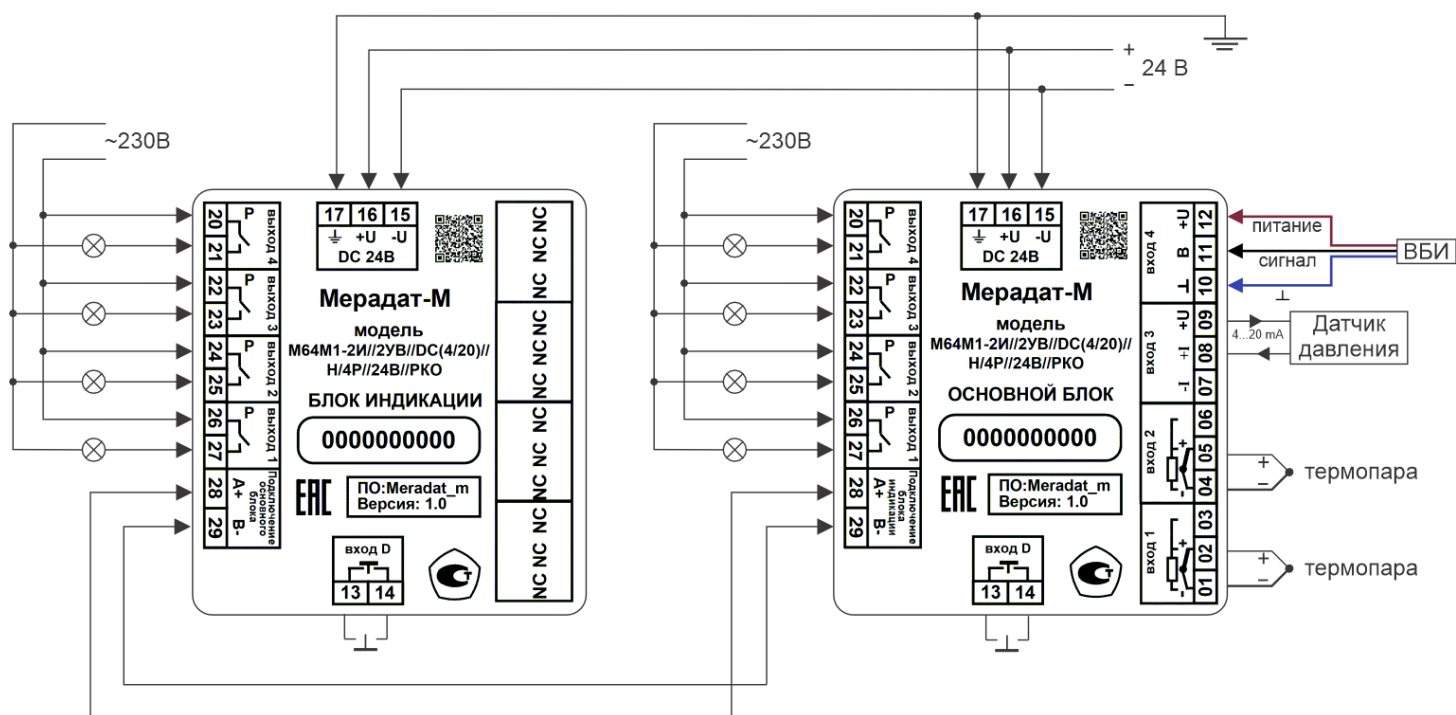 +
24 В
−
~230В
~230В
20
21
22
23
24
25
26
27
28
29
P
P
P
P
выход 4
выход 3
выход 2
выход 1
A+
B-
Подключение
основного
блока
17 16 15
+U -U
DC 24В
Мерадат-М
модель
М64М1-2И//2УВ//DC(4/20)//
Н/4Р//24В//РКО
БЛОК ИНДИКАЦИИ
0000000000
EAC
ПО:Meradat_m
Версия: 1.0
вход D
13 14
NC NC NC
NC NC NC
NC NC NC
NC NC NC
20
21
22
23
24
25
26
27
28
29
P
P
P
P
выход 4
выход 3
выход 2
выход 1
A+
B-
Подключение
блока
индикации
17 16 15
+U -U
DC 24В
Мерадат-М
модель
М64М1-2И//2УВ//DC(4/20)//
Н/4Р//24В//РКО
ОСНОВНОЙ БЛОК
0000000000
EAC
ПО:Meradat_m
Версия: 1.0
вход D
13 14
вход 4
+U
В
12
11
10
вход 3
+U
+I
-I
09
08
07
вход 2
+
-
06
05
04
вход 1
+
-
03
02
01
питание
сигнал
ВБИ
4...20 mA
Датчик
давления
+
−
термопара
+
−
термопара